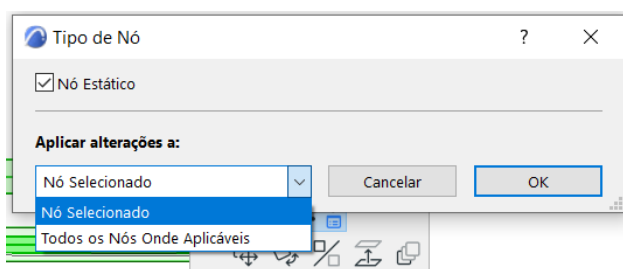 Tipo de Nó
?
Nó Estático
Aplicar alterações a:
Nó Selecionado
Cancelar
OK
Nó Selecionado
Todos os Nós Onde Aplicáveis